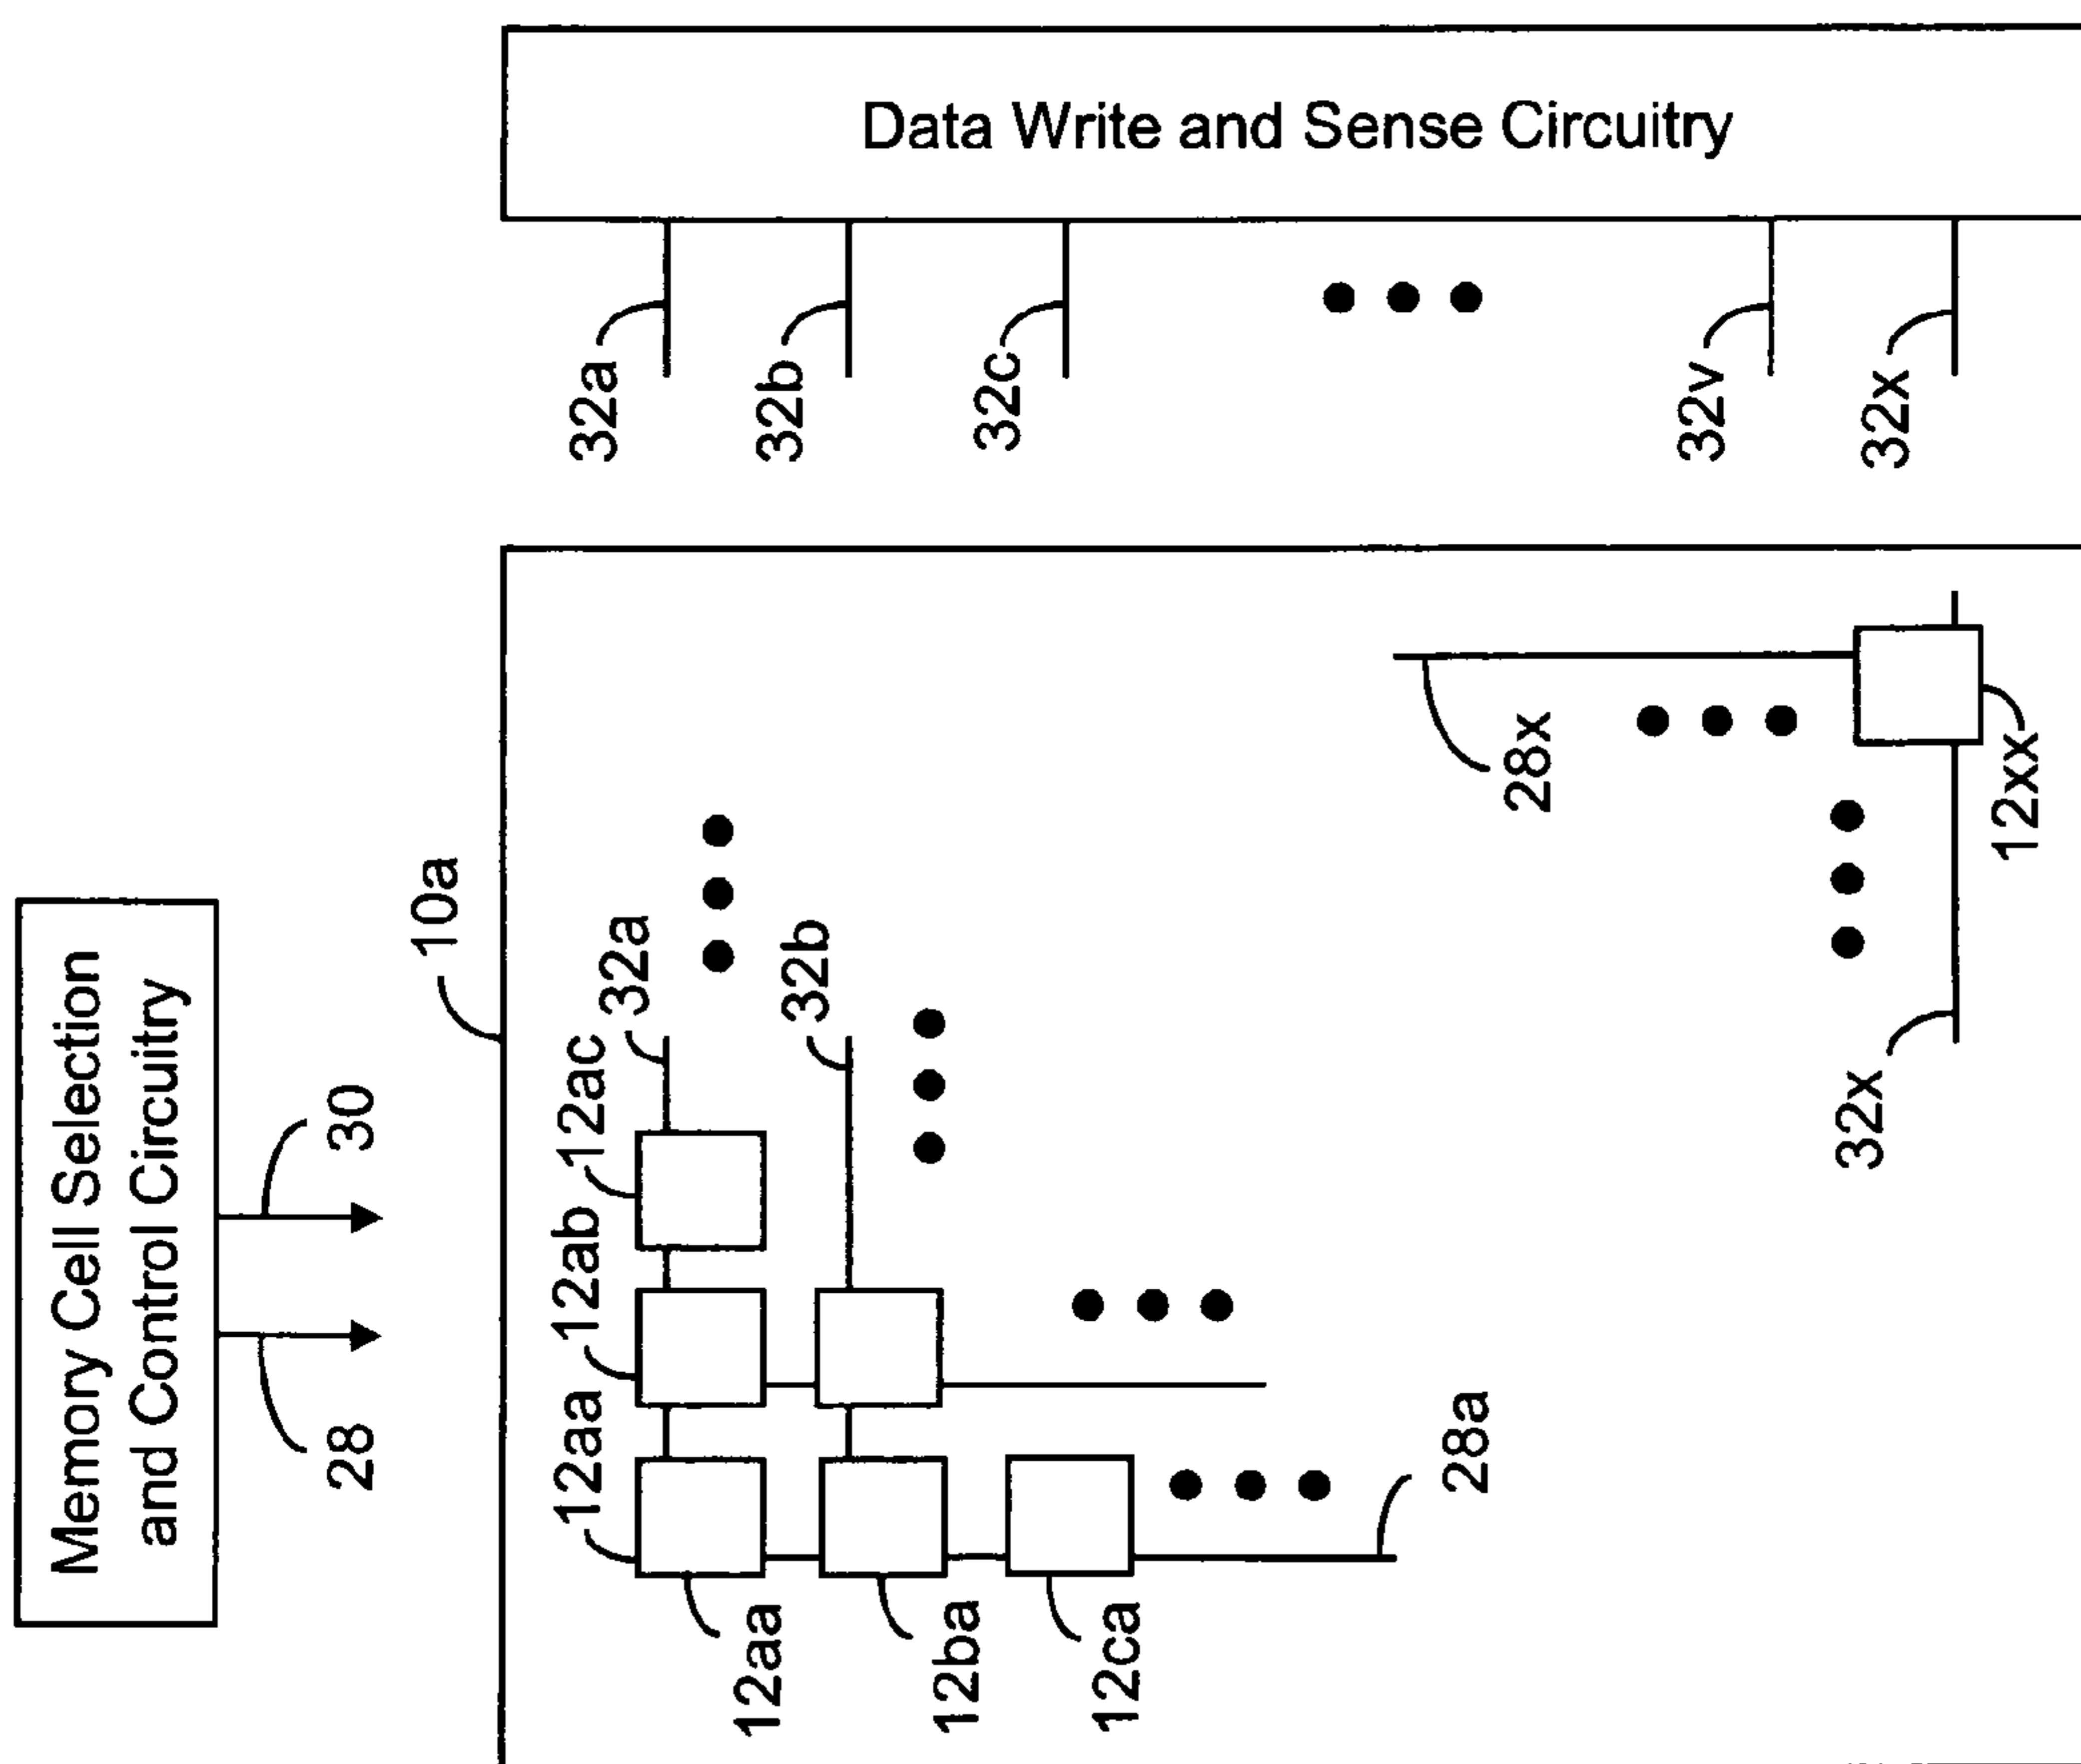 Memory Cell Selection
and Control Circuitry
28
30
10a
Data Write and Sense Circuitry
32a
32b
32c
32v
32x
12aa
12ab
12ac
32a
32b
12aa
12ba
12ca
28a
28x
32x
12xx